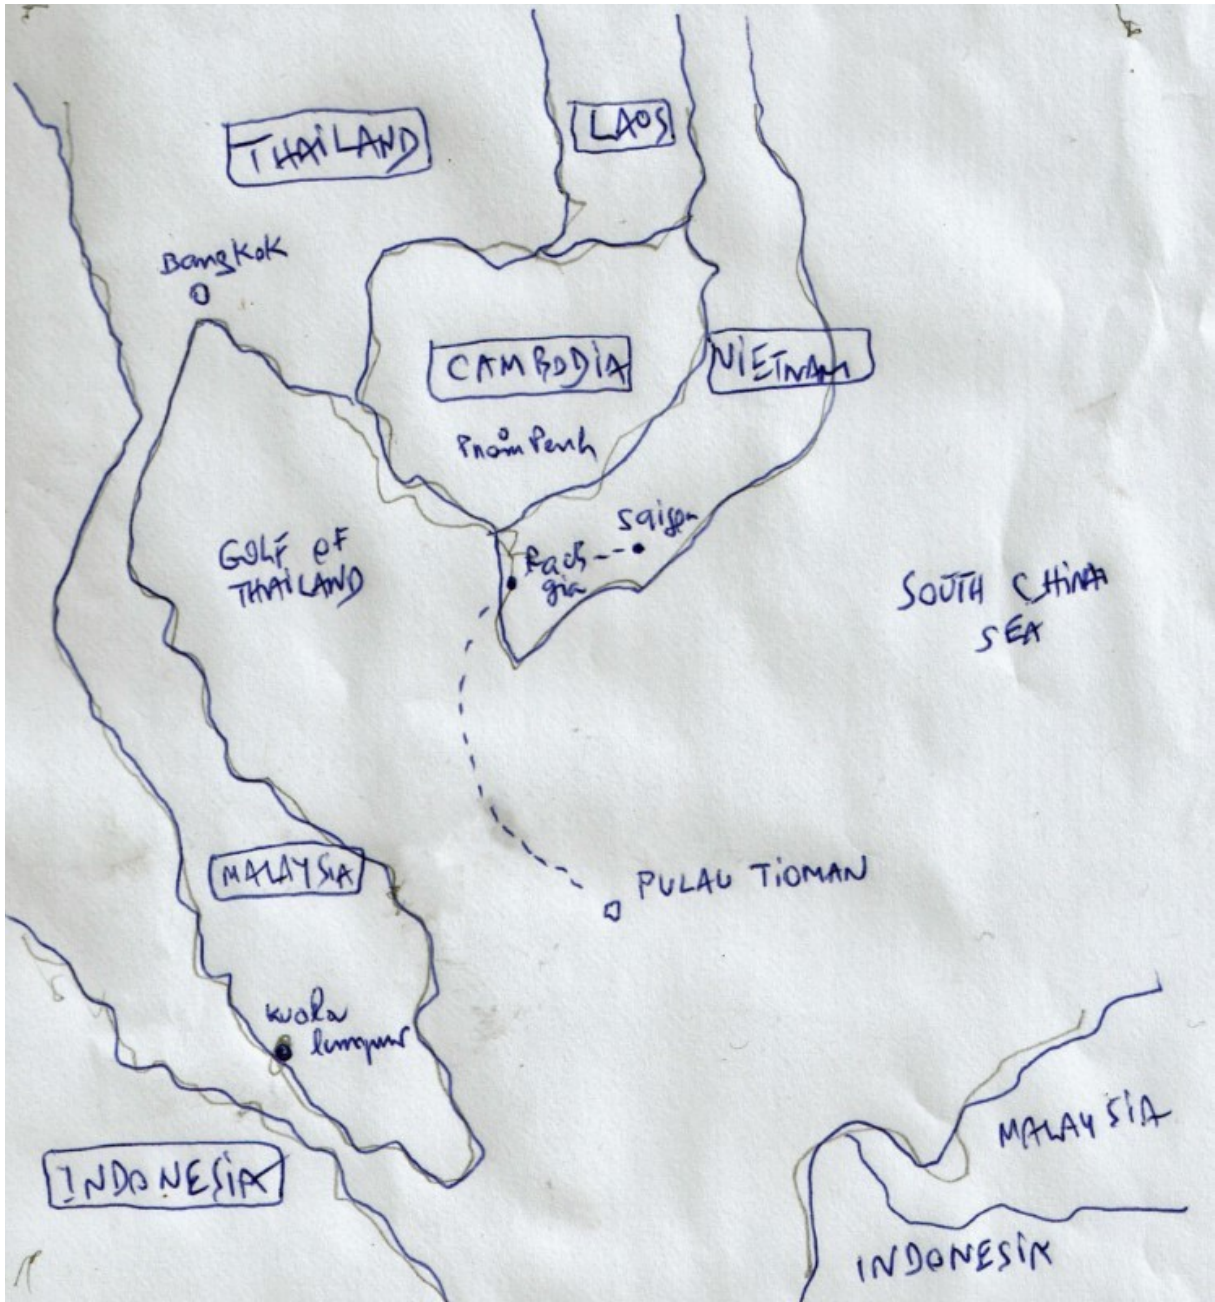 THAILAND
LAOS
Bangkok
CAMBODIA
VIETNAM
Pnom Penh
Saigon
Rach
gia
GOLF OF
THAILAND
SOUTH CHINA
SEA
MALAYSIA
PULAU TIOMAN
Kuala
lumpur
MALAYSIA
INDONESIA
INDONESIA